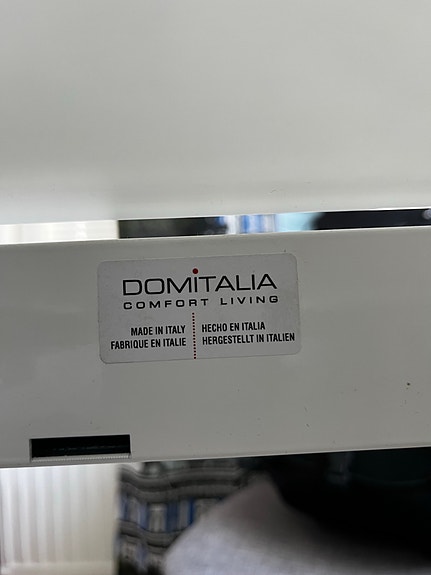 DOMITALIA
COMFORT LIVING
MADE IN ITALY
FABRIQUE EN ITALIE
HECHO EN ITALIA
HERGESTELLT IN ITALIEN